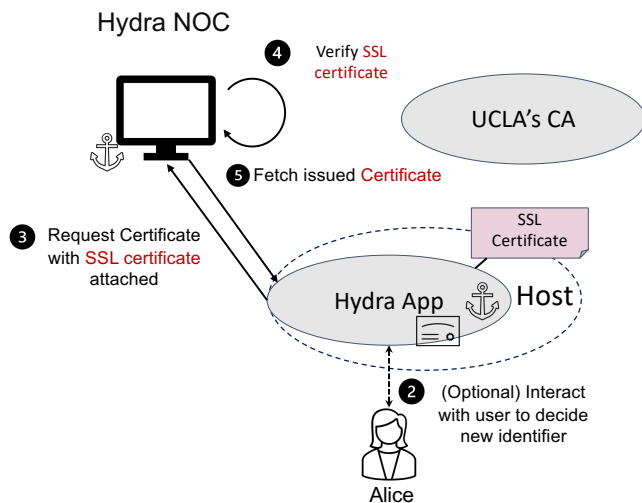 Hydra NOC
4
Verify SSL
certificate
UCLA's CA
5
Fetch issued Certificate
3
Request Certificate
with SSL certificate
attached
SSL
Certificate
Hydra App
Host
2
(Optional) Interact
with user to decide
new identifier
Alice